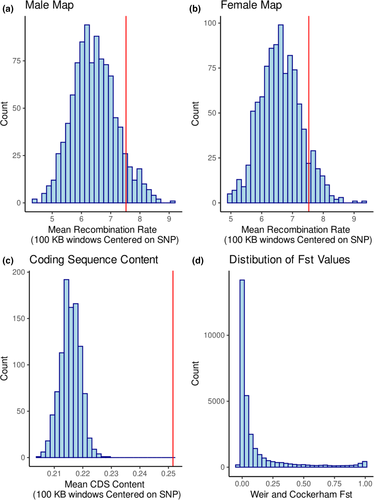 (a) Male Map
Count
75
50
25
0
5 6 7 8 9
Mean Recombination Rate
(100 KB windows Centered on SNP)
(b) Female Map
Count
100
75
50
25
0
5 6 7 8 9
Mean Recombination Rate
(100 KB windows Centered on SNP)
(c) Coding Sequence Content
Count
200
150
100
50
0
0.21 0.22 0.23 0.24 0.25
Mean CDS Content
(100 KB windows Centered on SNP)
(d) Distibution of Fst Values
Count
10000
5000
0
0.00 0.25 0.50 0.75 1.00
Weir and Cockerham Fst